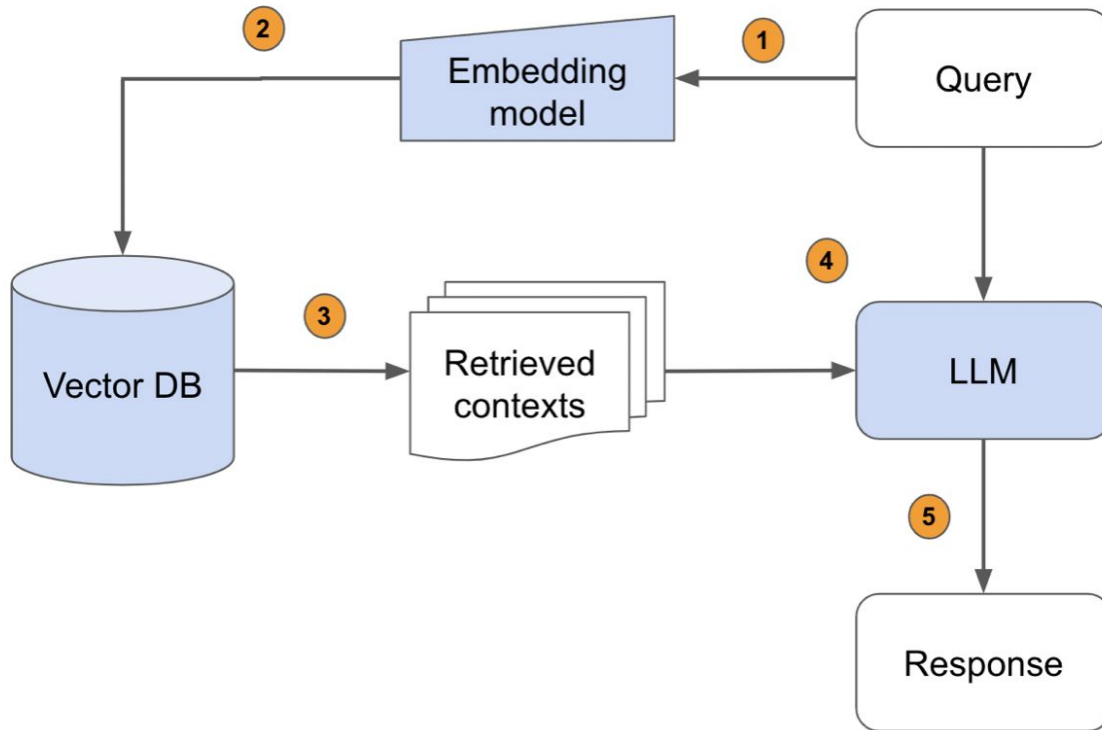 2
1
Embedding
model
Query
4
3
Vector DB
Retrieved
contexts
LLM
5
Response